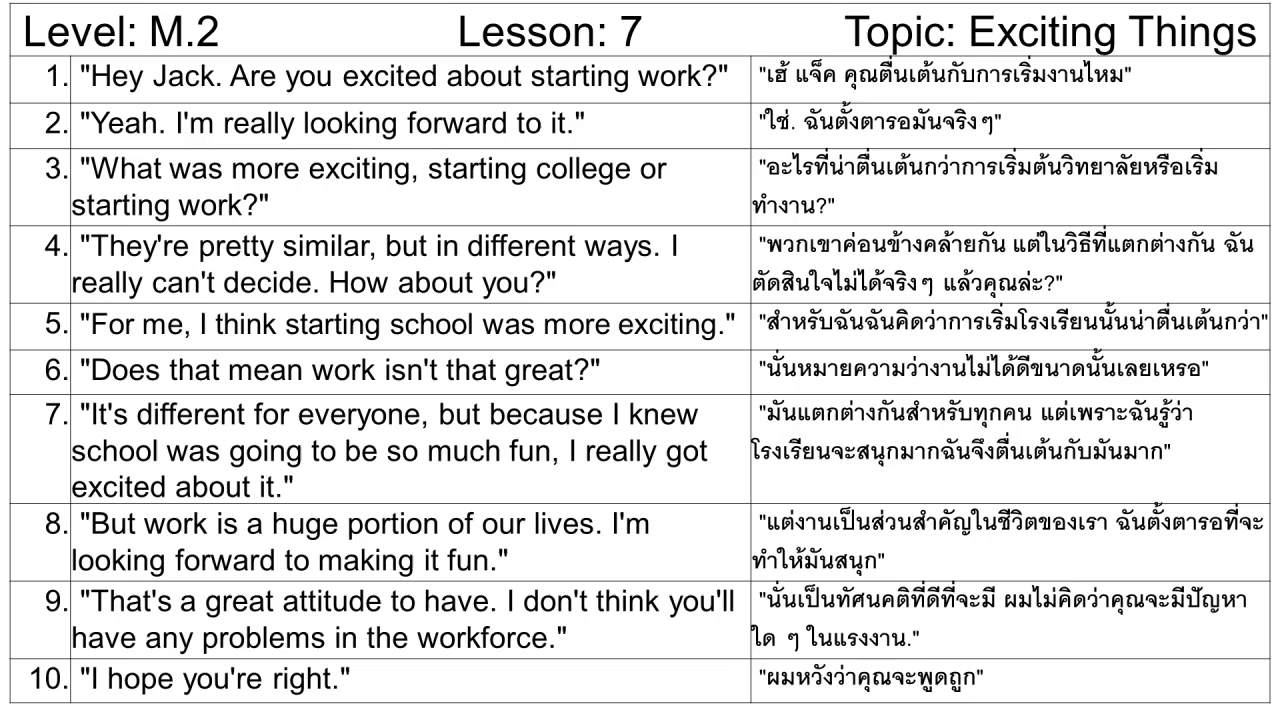 Level: M.2 Lesson: 7 Topic: Exciting Things
1. "Hey Jack. Are you excited about starting work?" "เฮ้ แจ็ค คุณตื่นเต้นกับการเริ่มงานไหม"
2. "Yeah. I'm really looking forward to it." "ใช่. ฉันตั้งตารอมันจริงๆ"
3. "What was more exciting, starting college or
starting work?"
"อะไรที่น่าตื่นเต้นกว่าการเริ่มต้นวิทยาลัยหรือเริ่ม
ทำงาน?"
4. "They're pretty similar, but in different ways. I
really can't decide. How about you?"
"พวกเขาค่อนข้างคล้ายกัน แต่ในวิธีที่แตกต่างกัน ฉัน
ตัดสินใจไม่ได้จริงๆ แล้วคุณล่ะ?"
5. "For me, I think starting school was more exciting." "สำหรับฉันฉันคิดว่าการเริ่มโรงเรียนนั้นน่าตื่นเต้นกว่า"
6. "Does that mean work isn't that great?" "นั่นหมายความว่างานไม่ได้ดีขนาดนั้นเลยเหรอ"
7. "It's different for everyone, but because I knew
school was going to be so much fun, I really got
excited about it."
"มันแตกต่างกันสำหรับทุกคน แต่เพราะฉันรู้ว่า
โรงเรียนจะสนุกมากฉันจึงตื่นเต้นกับมันมาก"
8. "But work is a huge portion of our lives. I'm
looking forward to making it fun."
"แต่งานเป็นส่วนสำคัญในชีวิตของเรา ฉันตั้งตารอที่จะ
ทำให้มันสนุก"
9. "That's a great attitude to have. I don't think you'll
have any problems in the workforce."
"นั่นเป็นทัศนคติที่ดีที่จะมี ผมไม่คิดว่าคุณจะมีปัญหา
ใด ๆ ในแรงงาน."
10. "I hope you're right." "ผมหวังว่าคุณจะพูดถูก"